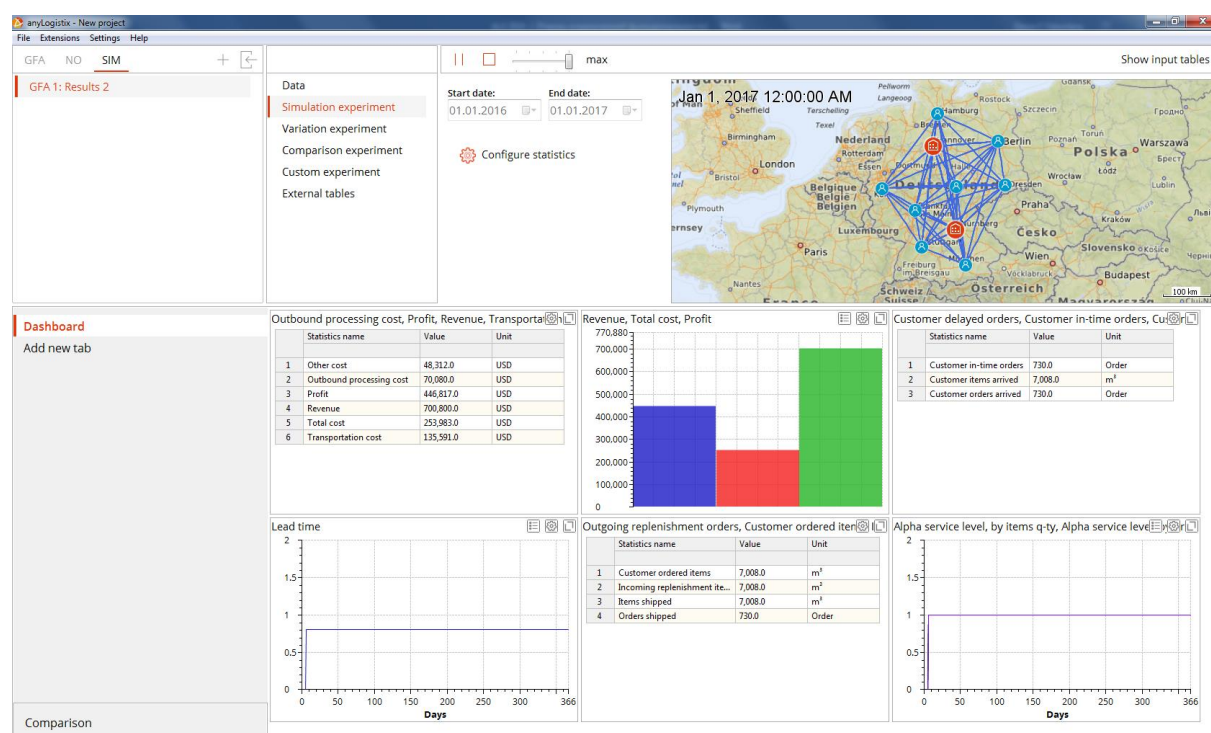 anyLogistix - New project
File Extensions Settings Help
GFA NO SIM
max
Show input tables
GFA 1: Results 2
Data
Simulation experiment
Variation experiment
Comparison experiment
Custom experiment
External tables
Start date: End date:
01.01.2016 01.01.2017
Configure statistics
Jan 1, 2017 12:00:00 AM
Pellworm
Langeoog
Rostock
Gdansk
Sheffield
Terschelling
Hamburg
Szczecin
Гродно
Texel
Birmingham
Nederland
Berlin
Poznań
Toruń
Warszawa
Rotterdam
Polska
Брест
London
Essen
Łódź
Bristol
Wrocław
Lublin
België /
Belgique /
Belgien
Dresden
Praha
Plymouth
Kraków
Luxembourg
Česko
Paris
Slovensko
Košice
Freiburg
im Breisgau
Wien
Vöcklabruck
Budapest
Nantes
Schweiz /
Österreich
Suisse /
France
Magyarország
100 km
Dashboard
Add new tab
Outbound processing cost, Profit, Revenue,
Statistics name Value Unit
1 Other cost 48,312.0 USD
2 Outbound processing cost 70,080.0 USD
3 Profit 446,817.0 USD
4 Revenue 700,800.0 USD
5 Total cost 253,983.0 USD
6 Transportation cost 135,591.0 USD
Revenue, Total cost, Profit
770,880
700,000
600,000
500,000
400,000
300,000
200,000
100,000
0
Customer delayed orders, Customer in-time orders,
Statistics name Value Unit
1 Customer in-time orders 730.0 Order
2 Customer items arrived 7,008.0 m³
3 Customer orders arrived 730.0 Order
Lead time
2
1.5
1
0.5
0
0 50 100 150 200 250 300 366
Days
Outgoing replenishment orders, Customer ordered
Statistics name Value Unit
1 Customer ordered items 7,008.0 m³
2 Incoming replenishment ite... 7,008.0 m³
3 Items shipped 7,008.0 m³
4 Orders shipped 730.0 Order
Alpha service level, by items q-ty, Alpha service
2
1.5
1
0.5
0
0 50 100 150 200 250 300 366
Days
Comparison